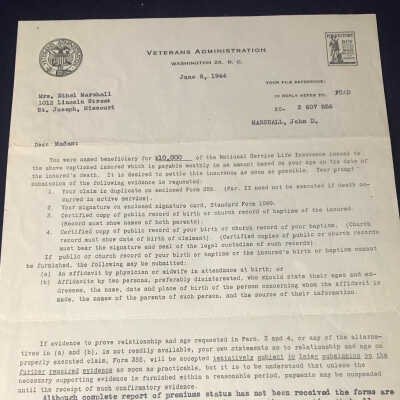 VETERANS ADMINISTRATION
WASHINGTON 25, D. C.
June 8, 1944
YOUR FILE REFERENCE:
IN REPLY REFER TO:
XC-
MARSHALL, John D.
Mrs. Ethel Marshall
1012 Lincoln Street
St. Joseph, Missouri
Dear Madam:
You were named beneficiary for $10,000 of the National Service Life Insurance issued to
the above captioned insured which is payable monthly in an amount based on your age on the date of
the insured's death. It is desired to settle this insurance as soon as possible. Your prompt
submission of the following evidence is requested:
1. Your claim in duplicate on enclosed Form 355. (Par. II need not be executed if death oc-
curred in active service).
2. Your signature on enclosed signature card, Standard Form 1055.
3. Certified copy of public record of birth or church record of baptism of the insured.
(Record must show names of both parents).
4. Certified copy of public record of your birth or church record of your baptism. (Church
record must show date of birth of claimant). (Certified copies of public or church records
must bear the signature and seal of the legal custodian of such records).
If public or church record of your birth or baptism or the insured's birth or baptism cannot
be furnished, the following may be submitted:
(a) An affidavit by physician or midwife in attendance at birth; or
(b) Affidavits by two persons, preferably disinterested, who should state their ages and ad-
dresses, the name, date and place of birth of the person concerning whom the affidavit is
made, the names of the parents of such person, and the source of their information.
If evidence to prove relationship and age requested in Pars. 3 and 4, or any of the alterna-
tives in (a) and (b), is not readily available, your own statements as to relationship and age on
properly executed claim, Form 355, will be accepted tentatively subject to later submission of the
further required evidence as soon as practicable, but it is to be understood that unless the
necessary supporting evidence is furnished within a reasonable period, payments may be suspended
until the receipt of such confirmatory evidence.
Although complete report of premium status has not been received the forms are